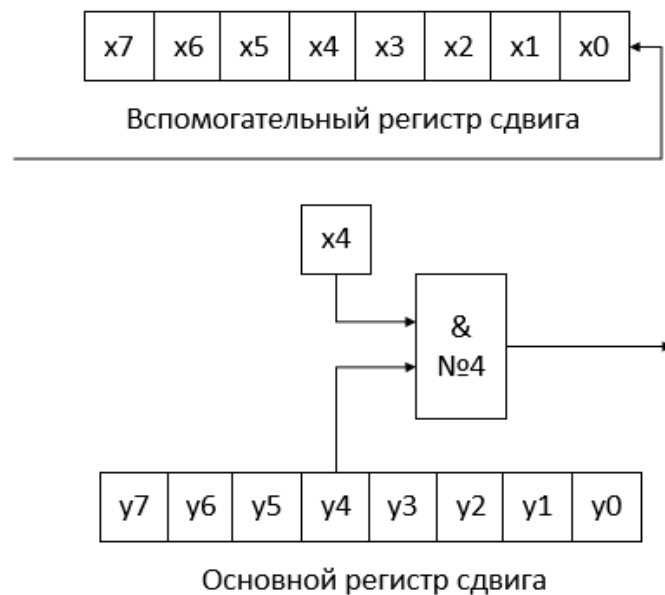 x7 x6 x5 x4 x3 x2 x1 x0
Вспомогательный регистр сдвига
x4
&
№4
y7 y6 y5 y4 y3 y2 y1 y0
Основной регистр сдвига